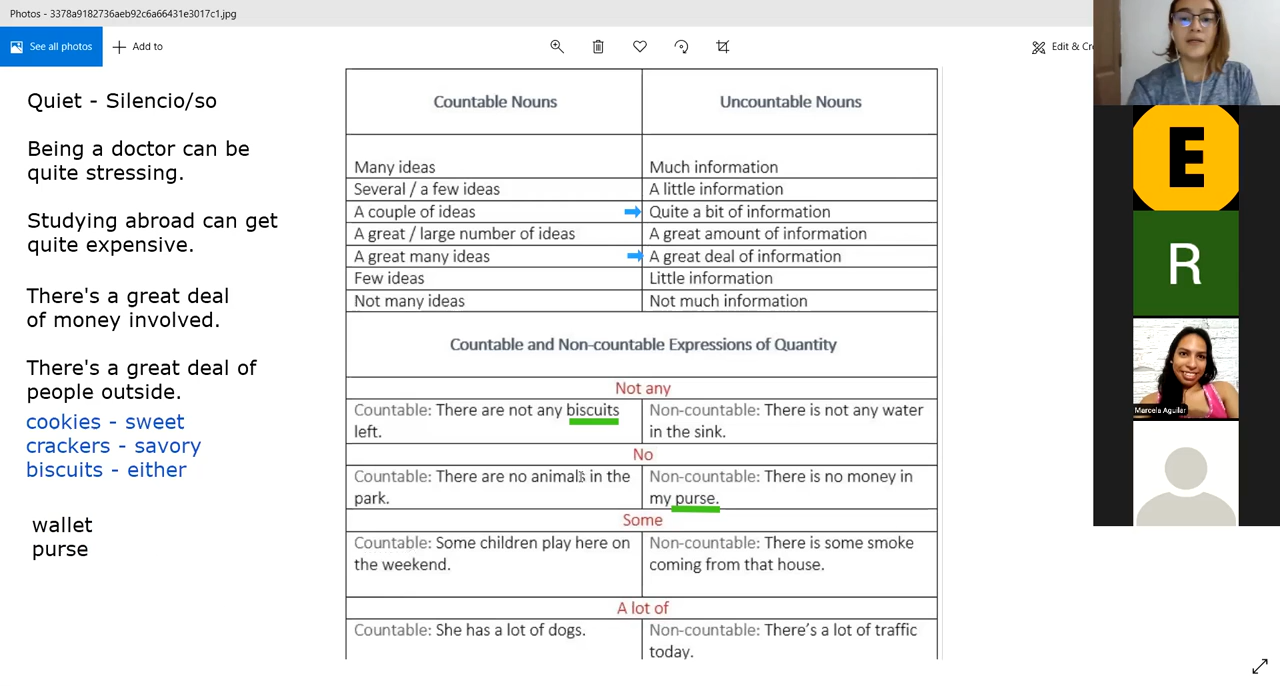 Photos - 3378a9182736aeb92c6a66431e3017c1.jpg
See all photos
Add to
Edit & Cr
Quiet - Silencio/so
Being a doctor can be
quite stressing.
Studying abroad can get
quite expensive.
There's a great deal
of money involved.
There's a great deal of
people outside.
cookies - sweet
crackers - savory
biscuits - either
wallet
purse
Countable Nouns
Uncountable Nouns
Many ideas
Much information
Several / a few ideas
A little information
A couple of ideas
Quite a bit of information
A great / large number of ideas
A great amount of information
A great many ideas
A great deal of information
Few ideas
Little information
Not many ideas
Not much information
Countable and Non-countable Expressions of Quantity
Not any
Countable: There are not any biscuits
left.
Non-countable: There is not any water
in the sink.
No
Countable: There are no animals in the
park.
Non-countable: There is no money in
my purse.
Some
Countable: Some children play here on
the weekend.
Non-countable: There is some smoke
coming from that house.
A lot of
Countable: She has a lot of dogs.
Non-countable: There's a lot of traffic
today.
E
R
Marcela Aguilar